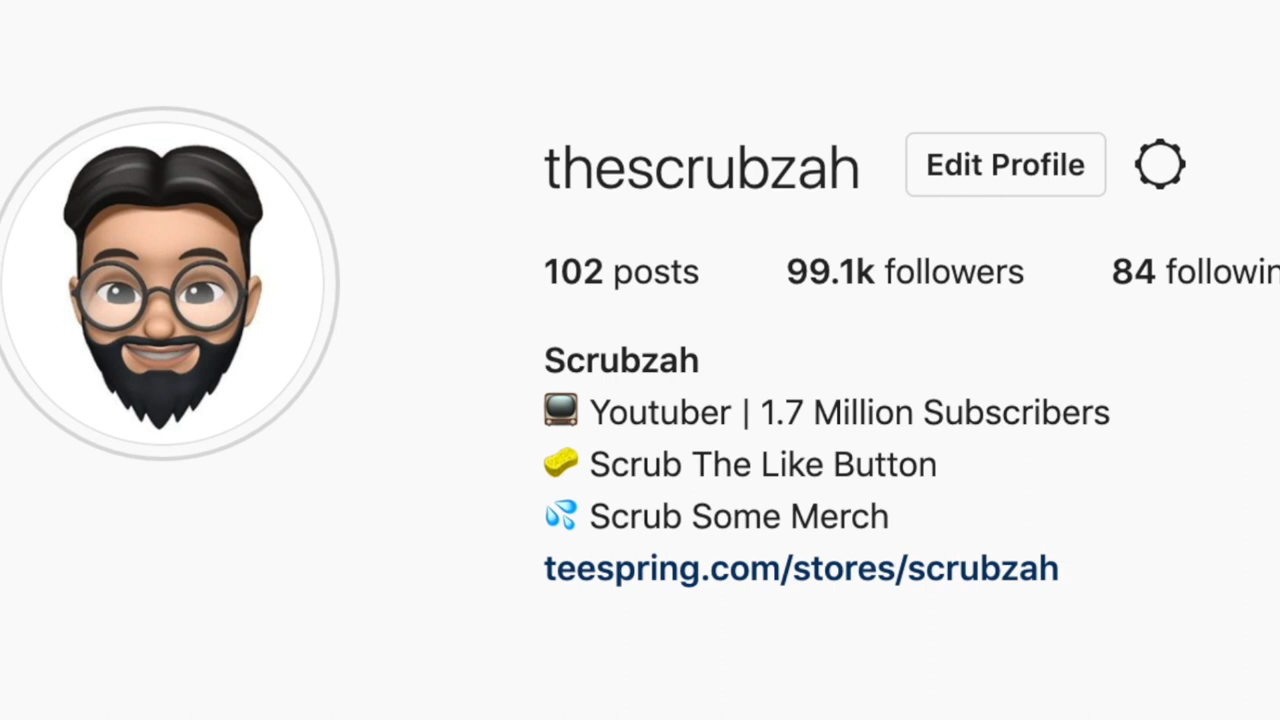 thescrubzah Edit Profile
102 posts 99.1k followers 84 followin
Scrubzah
📺 Youtuber | 1.7 Million Subscribers
🧽 Scrub The Like Button
💦 Scrub Some Merch
teespring.com/stores/scrubzah